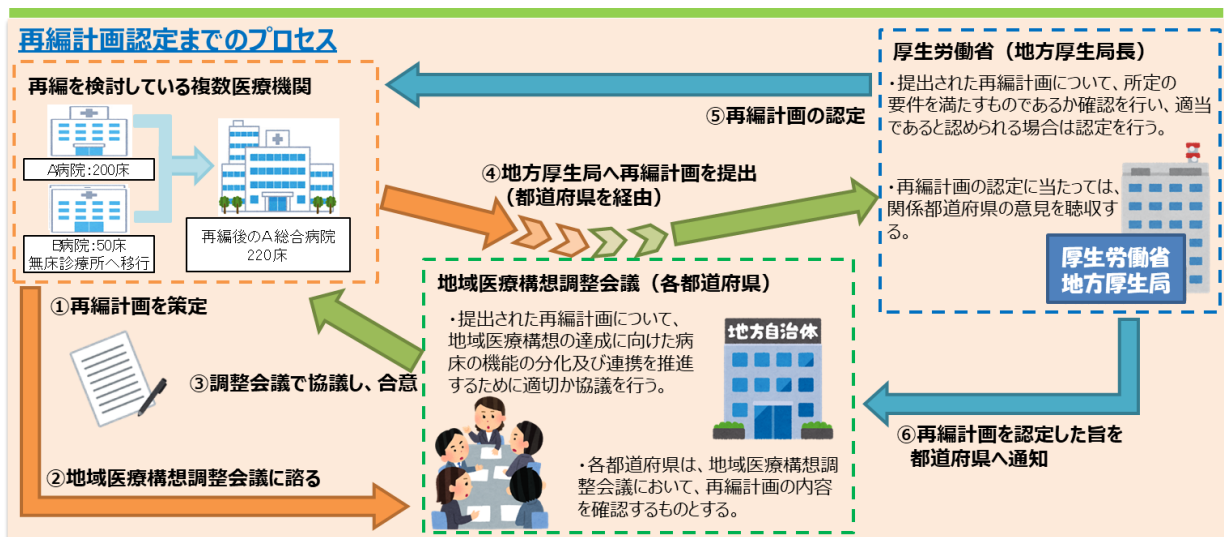 再編計画認定までのプロセス
再編を検討している複数医療機関
A病院:200床
B病院:50床
無床診療所へ移行
再編後のA総合病院
220床
①再編計画を策定
②地域医療構想調整会議に諮る
③調整会議で協議し、合意
④地方厚生局へ再編計画を提出
(都道府県を経由)
⑤再編計画の認定
地域医療構想調整会議(各都道府県)
・提出された再編計画について、
地域医療構想の達成に向けた病
床の機能の分化及び連携を推進
するために適切か協議を行う。
地方自治体
・各都道府県は、地域医療構想調
整会議において、再編計画の内容
を確認するものとする。
厚生労働省(地方厚生局長)
・提出された再編計画について、所定の
要件を満たすものであるか確認を行い、適当
であると認められる場合は認定を行う。
・再編計画の認定に当たっては、
関係都道府県の意見を聴収す
る。
厚生労働省
地方厚生局
⑥再編計画を認定した旨を
都道府県へ通知